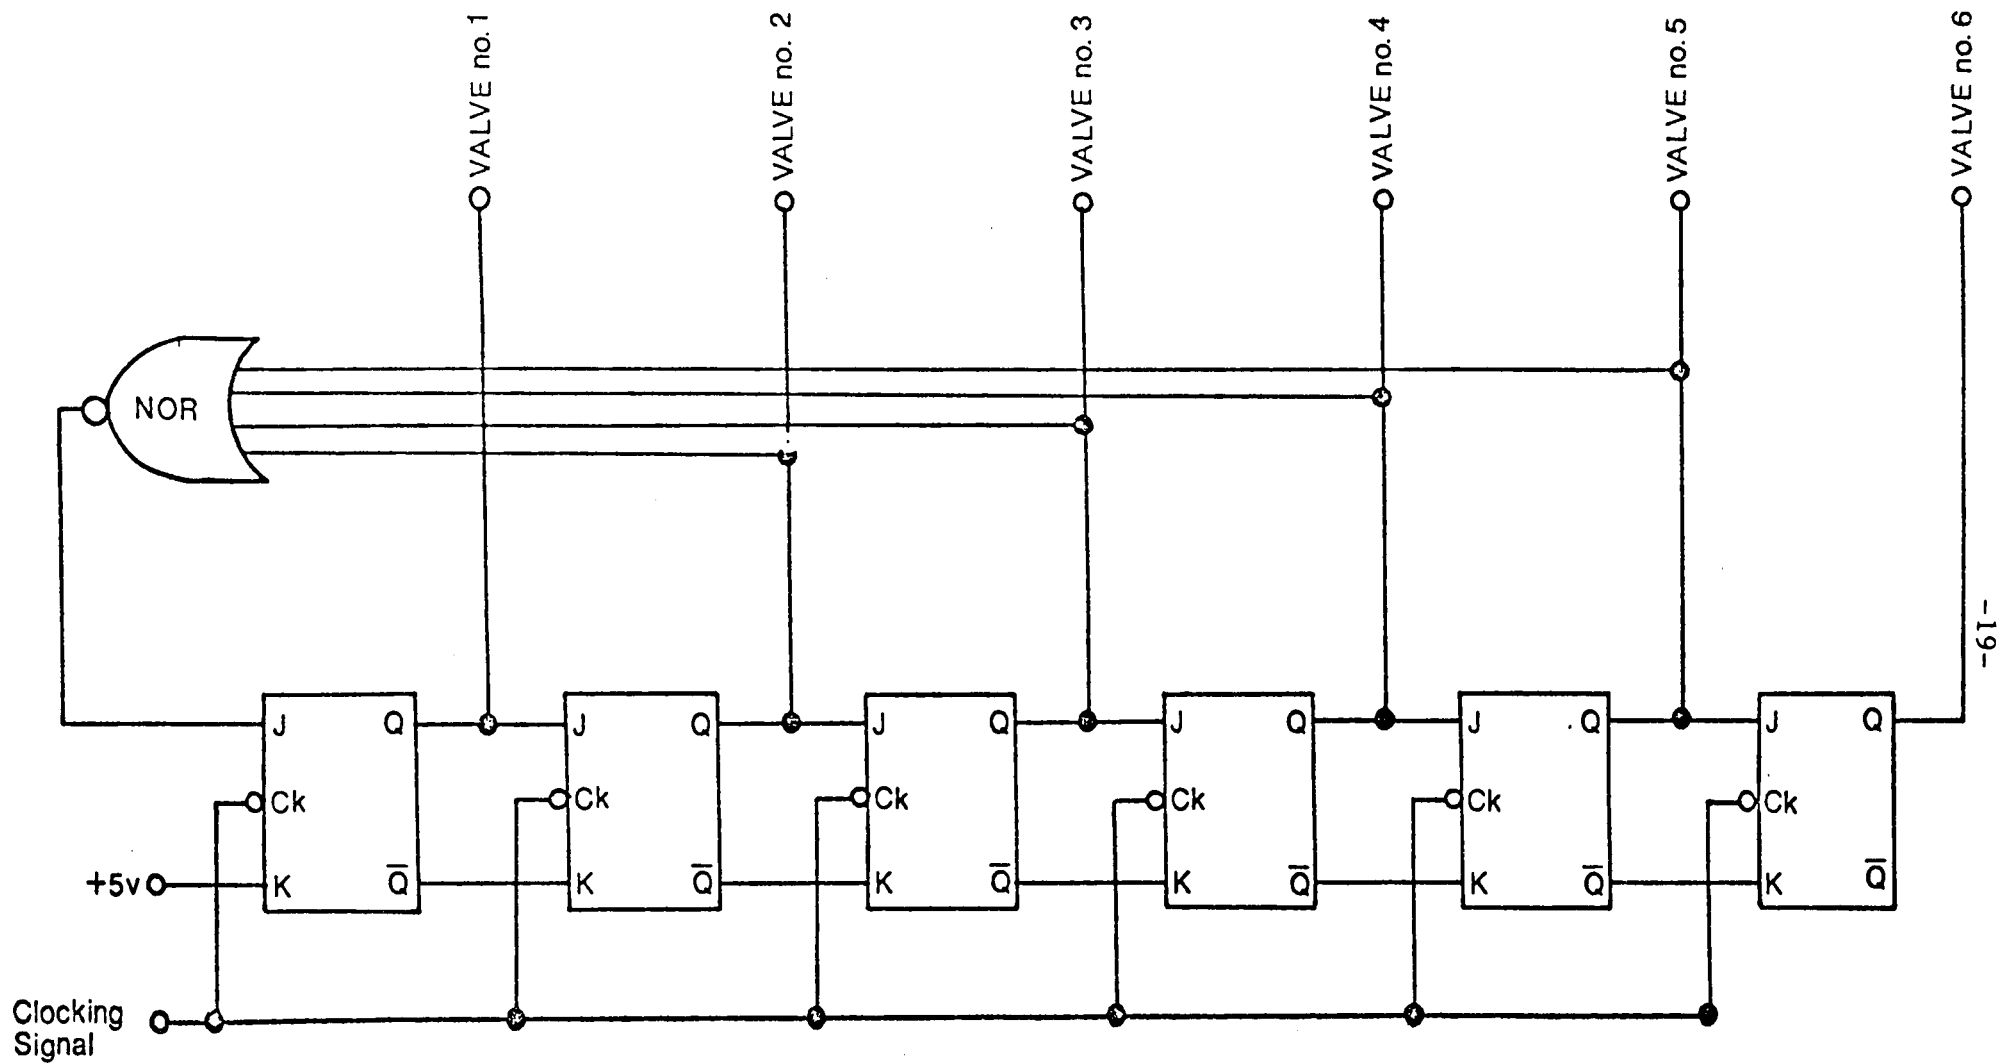 VALVE no. 1
VALVE no. 2
VALVE no. 3
VALVE no. 4
VALVE no. 5
VALVE no. 6
NOR
-19-
J Q J Q J Q J Q J Q J Q
Ck Ck Ck Ck Ck Ck
+5v K Q̅ K Q̅ K Q̅ K Q̅ K Q̅ K Q̅
Clocking
Signal